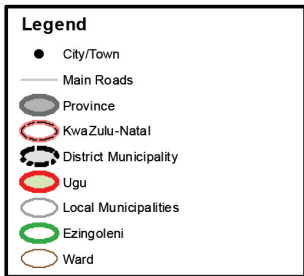 Legend
City/Town
Main Roads
Province
KwaZulu-Natal
District Municipality
Ugu
Local Municipalities
Ezingoleni
Ward